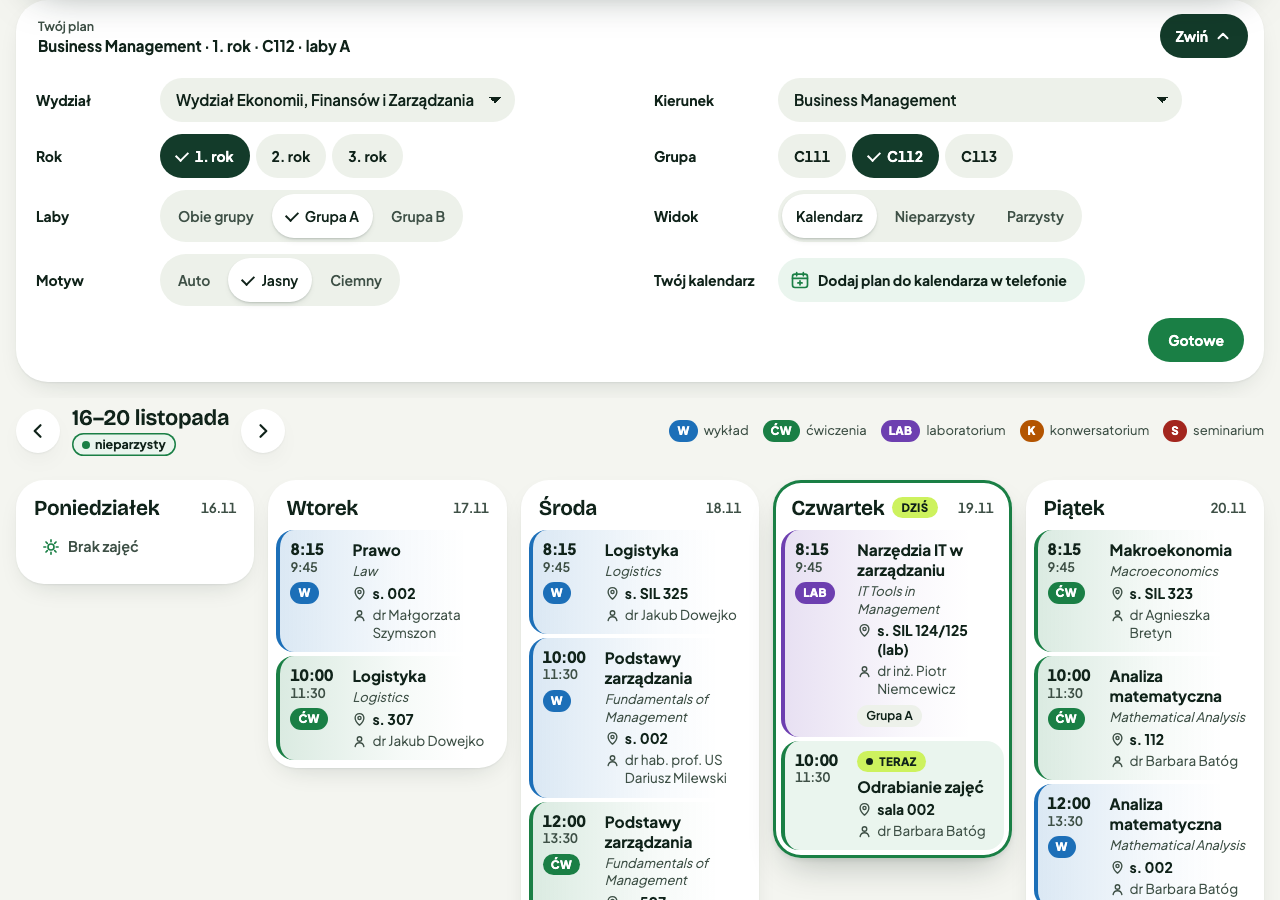 Twój plan
Business Management · 1. rok · C112 · laby A
Zwiń
Wydział
Wydział Ekonomii, Finansów i Zarządzania
Kierunek
Business Management
Rok
1. rok
2. rok
3. rok
Grupa
C111
C112
C113
Laby
Obie grupy
Grupa A
Grupa B
Widok
Kalendarz
Nieparzysty
Parzysty
Motyw
Auto
Jasny
Ciemny
Twój kalendarz
Dodaj plan do kalendarza w telefonie
Gotowe
16–20 listopada
nieparzysty
W wykład
ĆW ćwiczenia
LAB laboratorium
K konwersatorium
S seminarium
Poniedziałek 16.11
Brak zajęć
Wtorek 17.11
8:15
9:45
W
Prawo
Law
s. 002
dr Małgorzata
Szymszon
10:00
11:30
ĆW
Logistyka
Logistics
s. 307
dr Jakub Dowejko
Środa 18.11
8:15
9:45
W
Logistyka
Logistics
s. SIL 325
dr Jakub Dowejko
10:00
11:30
W
Podstawy
zarządzania
Fundamentals of
Management
s. 002
dr hab. prof. US
Dariusz Milewski
12:00
13:30
ĆW
Podstawy
zarządzania
Fundamentals of
Management
Czwartek DZIŚ 19.11
8:15
9:45
LAB
Narzędzia IT w
zarządzaniu
IT Tools in
Management
s. SIL 124/125
(lab)
dr inż. Piotr
Niemcewicz
Grupa A
10:00
11:30
TERAZ
Odrabianie zajęć
sala 002
dr Barbara Batóg
Piątek 20.11
8:15
9:45
ĆW
Makroekonomia
Macroeconomics
s. SIL 323
dr Agnieszka
Bretyn
10:00
11:30
ĆW
Analiza
matematyczna
Mathematical Analysis
s. 112
dr Barbara Batóg
12:00
13:30
W
Analiza
matematyczna
Mathematical Analysis
s. 002
dr Barbara Batóg